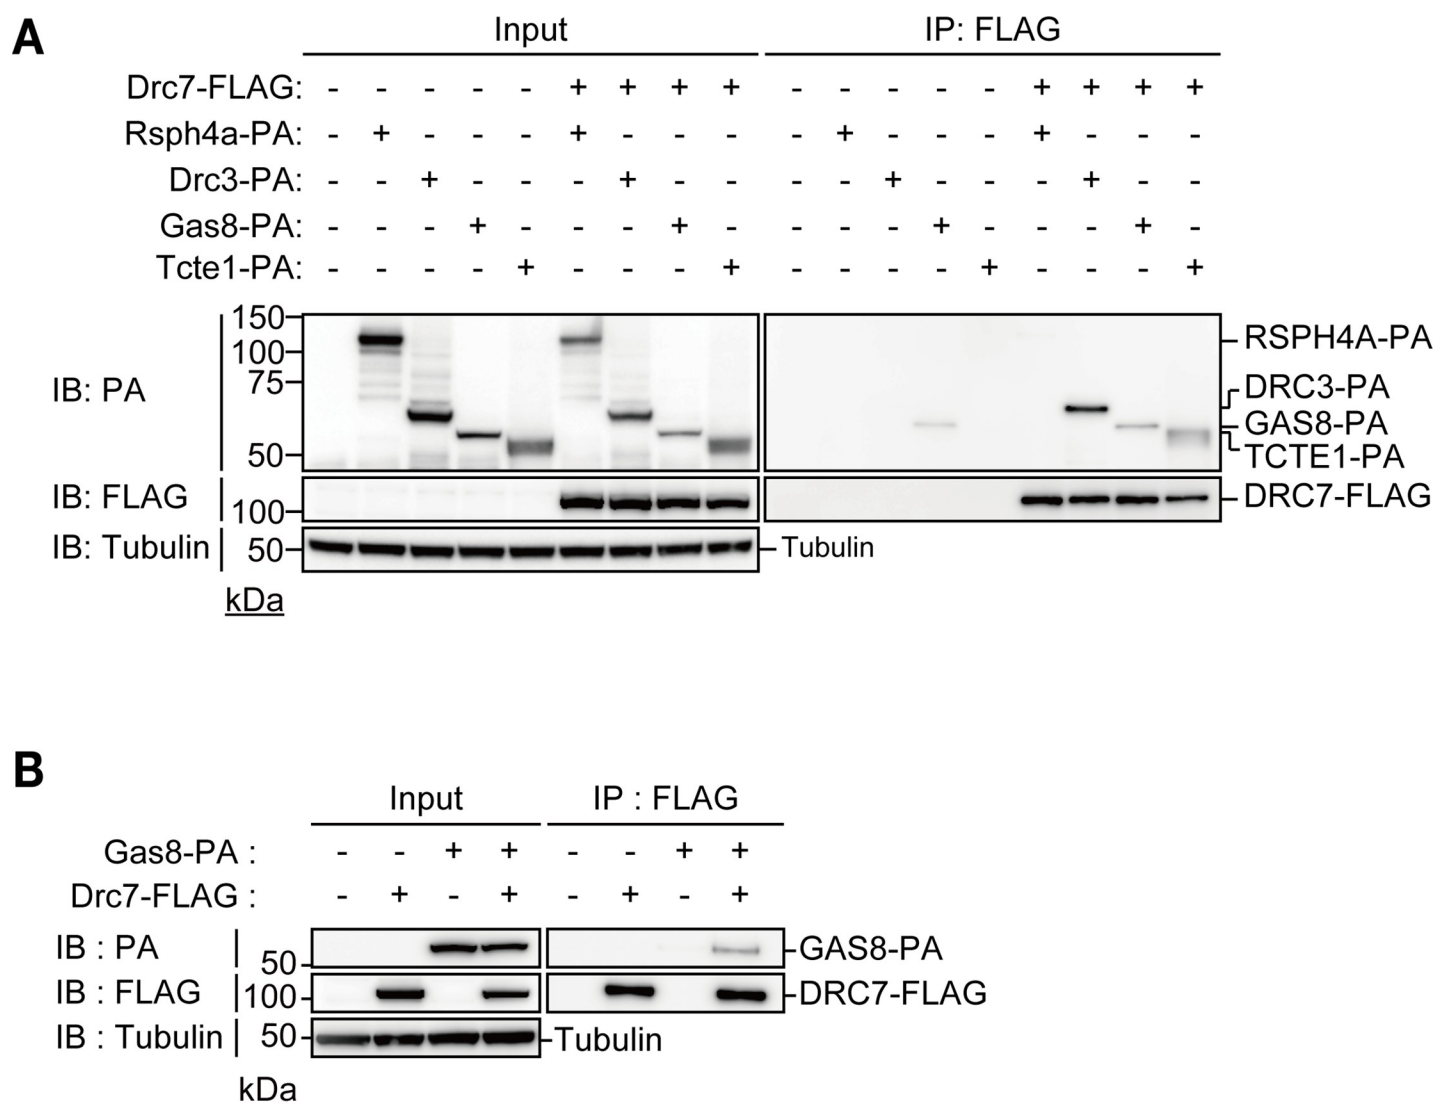 A
Input IP: FLAG
Drc7-FLAG: - - - - - + + + + - - - - - + + + +
Rsph4a-PA: - + - - - + - - - - + - - - + - - -
Drc3-PA: - - + - - - + - - - - + - - - + - -
Gas8-PA: - - - + - - - + - - - - + - - - + -
Tcte1-PA: - - - - + - - - + - - - - + - - - +
150
RSPH4A-PA
100
75
IB: PA
DRC3-PA
GAS8-PA
50
TCTE1-PA
IB: FLAG
100
DRC7-FLAG
IB: Tubulin 50 Tubulin
kDa
B
Input IP : FLAG
Gas8-PA : - - + + - - + +
Drc7-FLAG : - + - + - + - +
IB : PA 50 GAS8-PA
IB : FLAG 100 DRC7-FLAG
IB : Tubulin 50 Tubulin
kDa